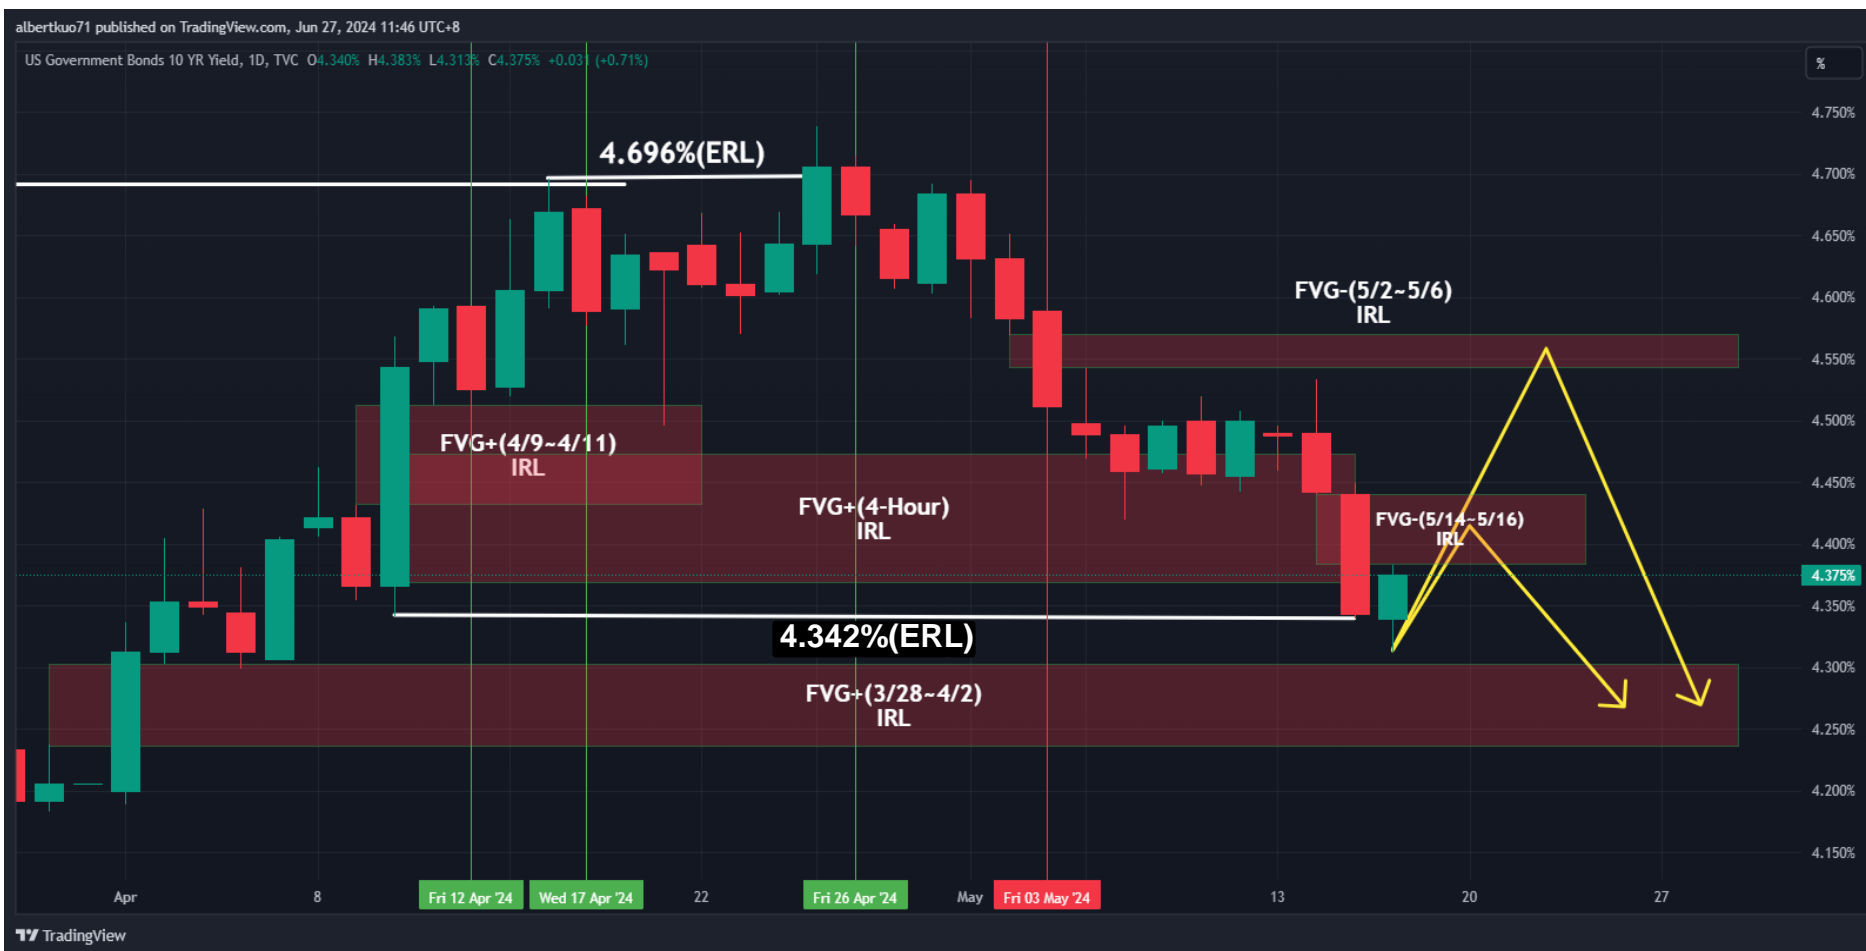 albertkuo71 published on TradingView.com, Jun 27, 2024 11:46 UTC+8
US Government Bonds 10 YR Yield, 1D, TVC O4.340% H4.383% L4.313% C4.375% +0.031 (+0.71%)
%
4.750%
4.696%(ERL)
4.700%
4.650%
FVG-(5/2~5/6)
IRL
4.600%
4.550%
4.500%
FVG+(4/9~4/11)
IRL
4.450%
FVG+(4-Hour)
IRL
FVG-(5/14~5/16)
IRL
4.400%
4.375%
4.350%
4.342%(ERL)
4.300%
FVG+(3/28~4/2)
IRL
4.250%
4.200%
4.150%
Apr 8 Fri 12 Apr '24 Wed 17 Apr '24 22 Fri 26 Apr '24 May Fri 03 May '24 13 20 27
TradingView